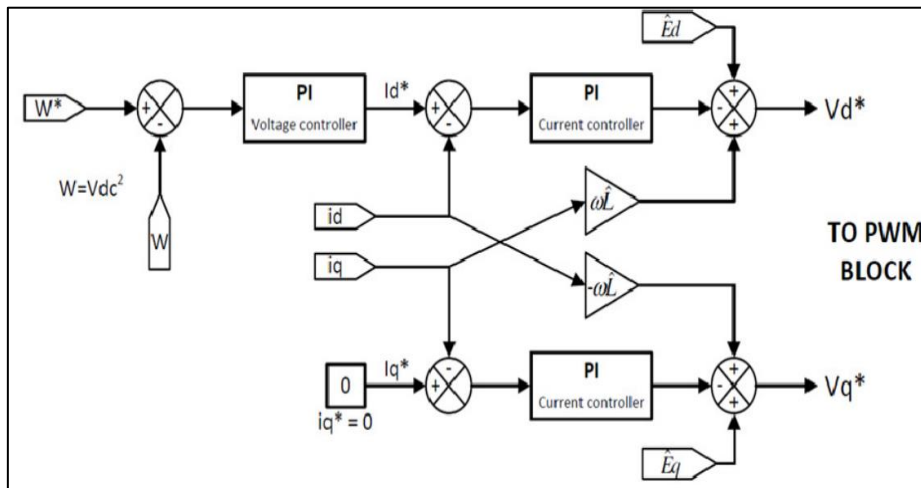 Êd
W*
+
-
PI
Voltage controller
Id*
+
-
PI
Current controller
+
-
+
Vd*
W=Vdc²
W
id
iq
ωL̂
-ωL̂
TO PWM
BLOCK
0
iq* = 0
Iq*
-
+
PI
Current controller
+
-
+
Vq*
Êq